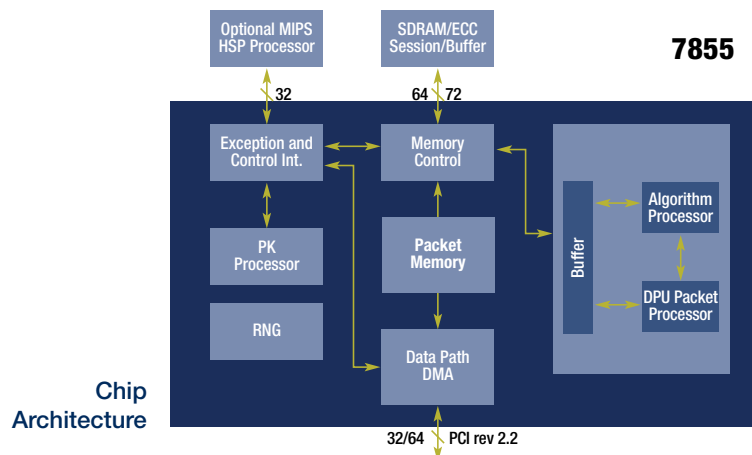 Optional MIPS
HSP Processor
SDRAM/ECC
Session/Buffer
7855
32
64
72
Exception and
Control Int.
Memory
Control
Buffer
Algorithm
Processor
PK
Processor
Packet
Memory
DPU Packet
Processor
RNG
Data Path
DMA
Chip
Architecture
32/64
PCI rev 2.2